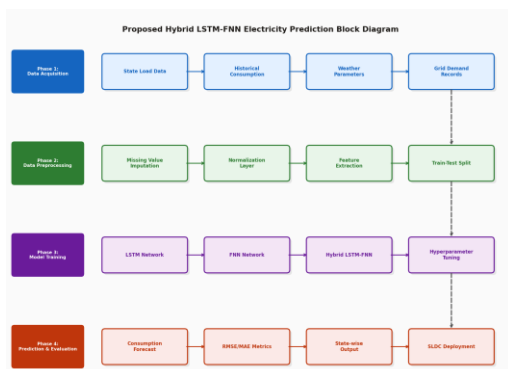 Proposed Hybrid LSTM-FNN Electricity Prediction Block Diagram
Phase 1:
Data Acquisition
State Load Data
Historical
Consumption
Weather
Parameters
Grid Demand
Records
Phase 2:
Data Preprocessing
Missing Value
Imputation
Normalization
Layer
Feature
Extraction
Train-Test Split
Phase 3:
Model Training
LSTM Network
FNN Network
Hybrid LSTM-FNN
Hyperparameter
Tuning
Phase 4:
Prediction & Evaluation
Consumption
Forecast
RMSE/MAE Metrics
State-wise
Output
SLDC Deployment